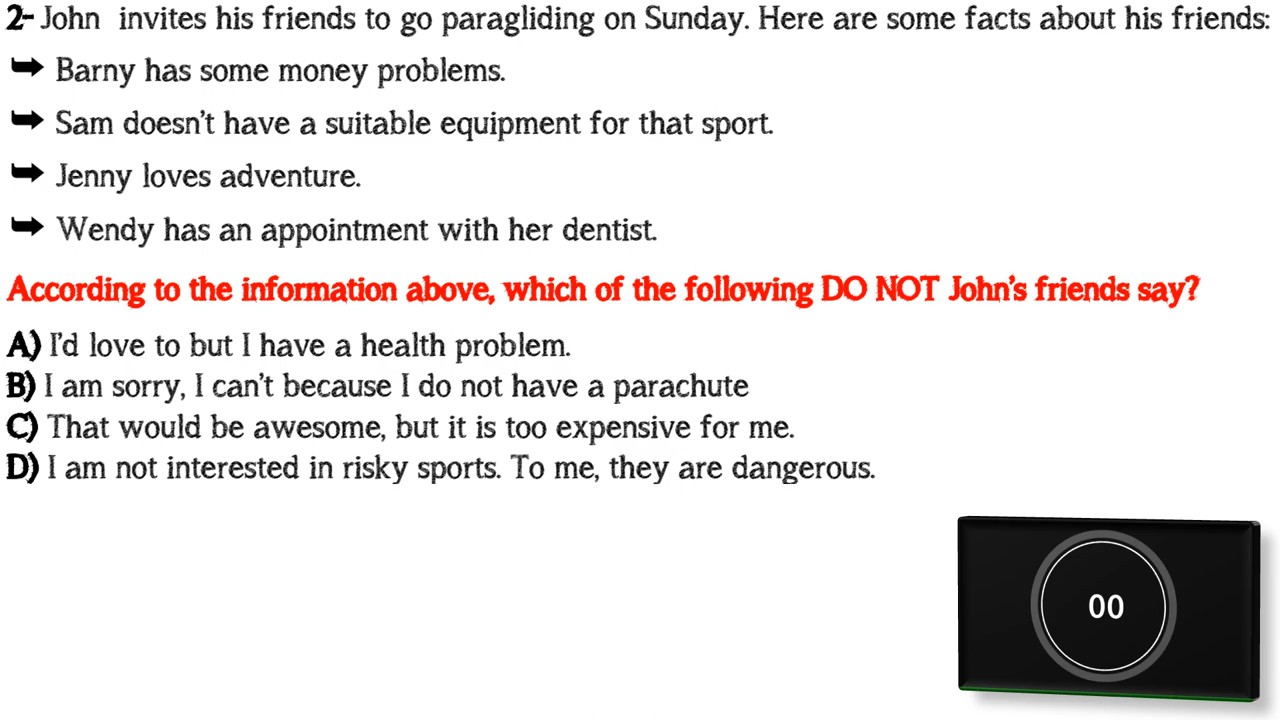 2- John invites his friends to go paragliding on Sunday. Here are some facts about his friends:
➥ Barny has some money problems.
➥ Sam doesn't have a suitable equipment for that sport.
➥ Jenny loves adventure.
➥ Wendy has an appointment with her dentist.
According to the information above, which of the following DO NOT John's friends say?
A) I'd love to but I have a health problem.
B) I am sorry, I can't because I do not have a parachute
C) That would be awesome, but it is too expensive for me.
D) I am not interested in risky sports. To me, they are dangerous.
00